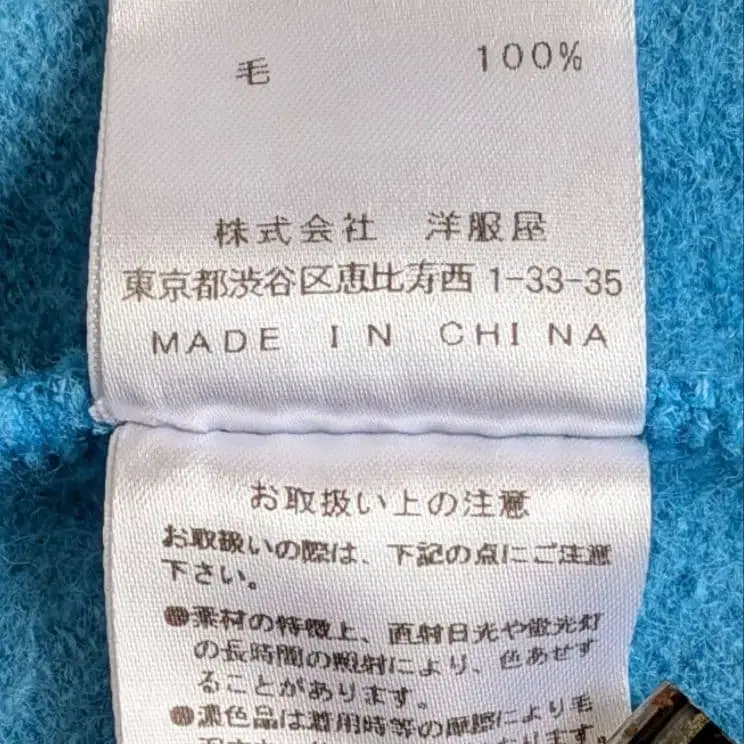 毛 100%
株式会社 洋服屋
東京都渋谷区恵比寿西1-33-35
MADE IN CHINA
お取扱い上の注意
お取扱いの際は、下記の点にご注意
下さい。
●素材の特徴上、直射日光や蛍光灯
の長時間の照射により、色あせす
ることがあります。
●濃色品は着用時等の摩擦により毛